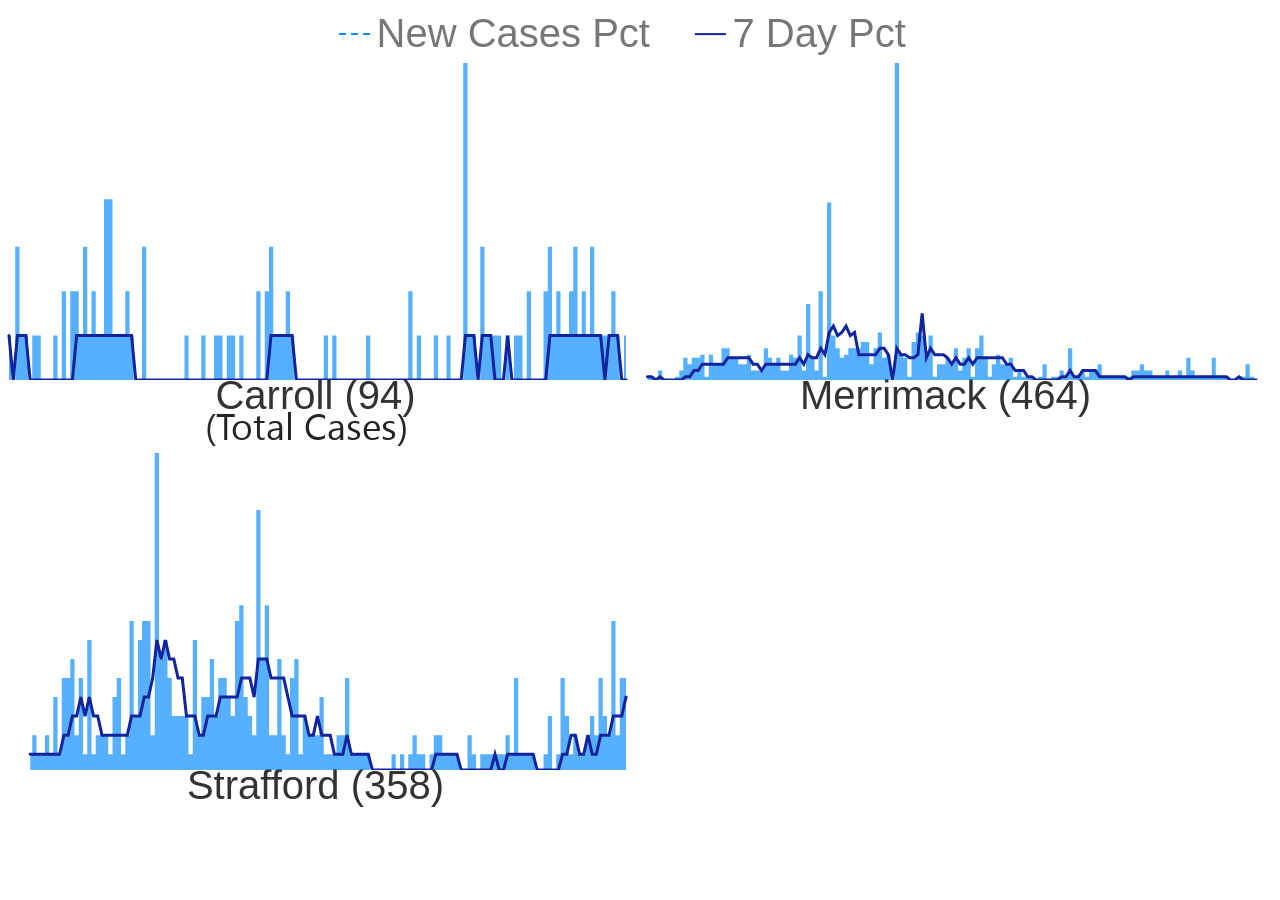 New Cases Pct 7 Day Pct
Carroll (94)
(Total Cases)
Merrimack (464)
Strafford (358)